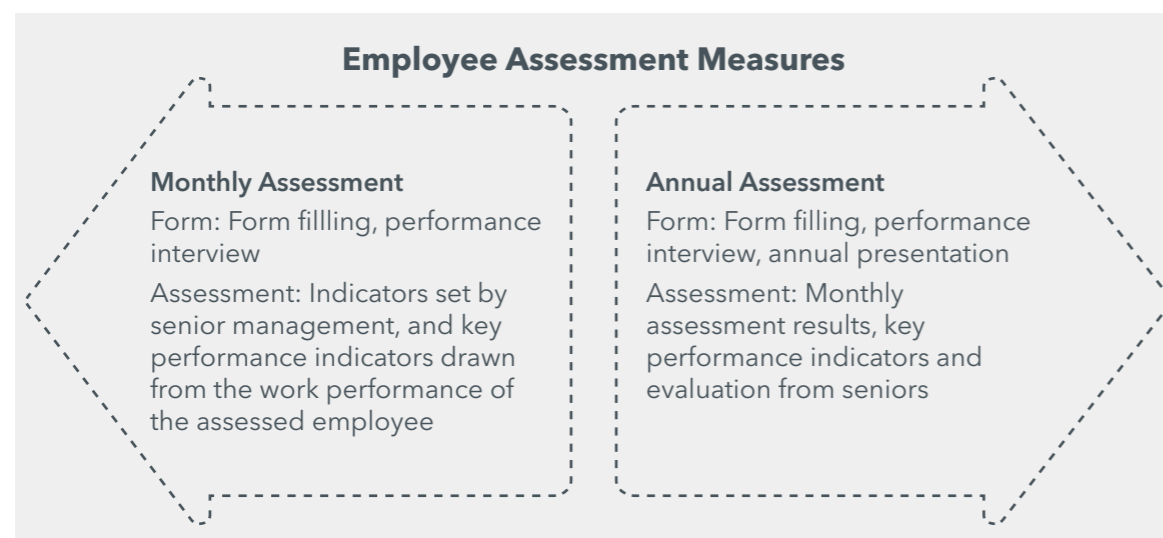 Employee Assessment Measures
Monthly Assessment
Form: Form fillling, performance
interview
Assessment: Indicators set by
senior management, and key
performance indicators drawn
from the work performance of
the assessed employee
Annual Assessment
Form: Form filling, performance
interview, annual presentation
Assessment: Monthly
assessment results, key
performance indicators and
evaluation from seniors